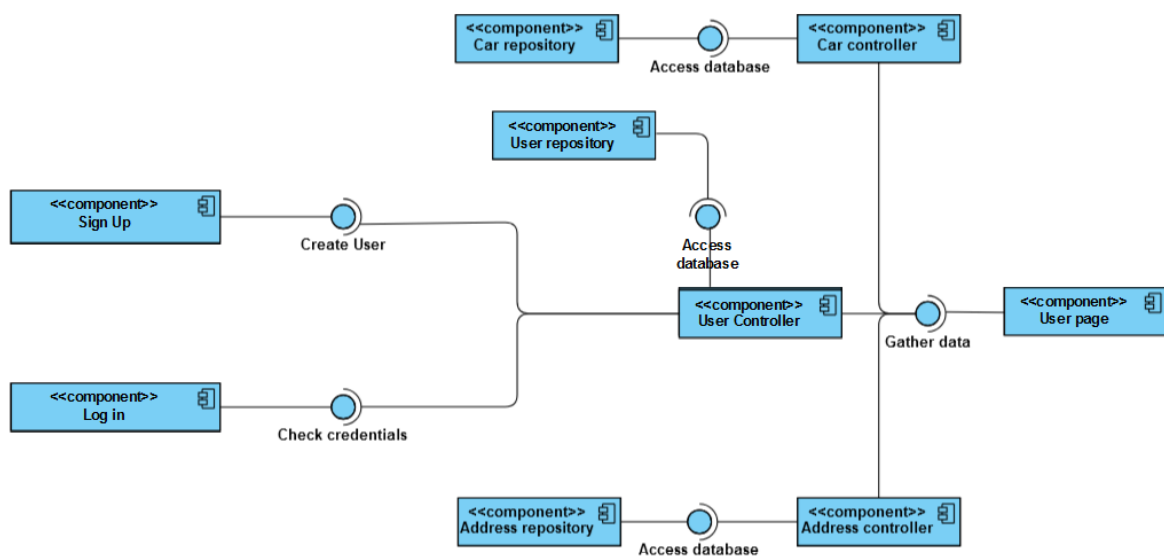 <<component>>
Car repository
Access database
<<component>>
Car controller
<<component>>
User repository
<<component>>
Sign Up
Create User
Access
database
<<component>>
User Controller
Gather data
<<component>>
User page
<<component>>
Log in
Check credentials
<<component>>
Address repository
Access database
<<component>>
Address controller